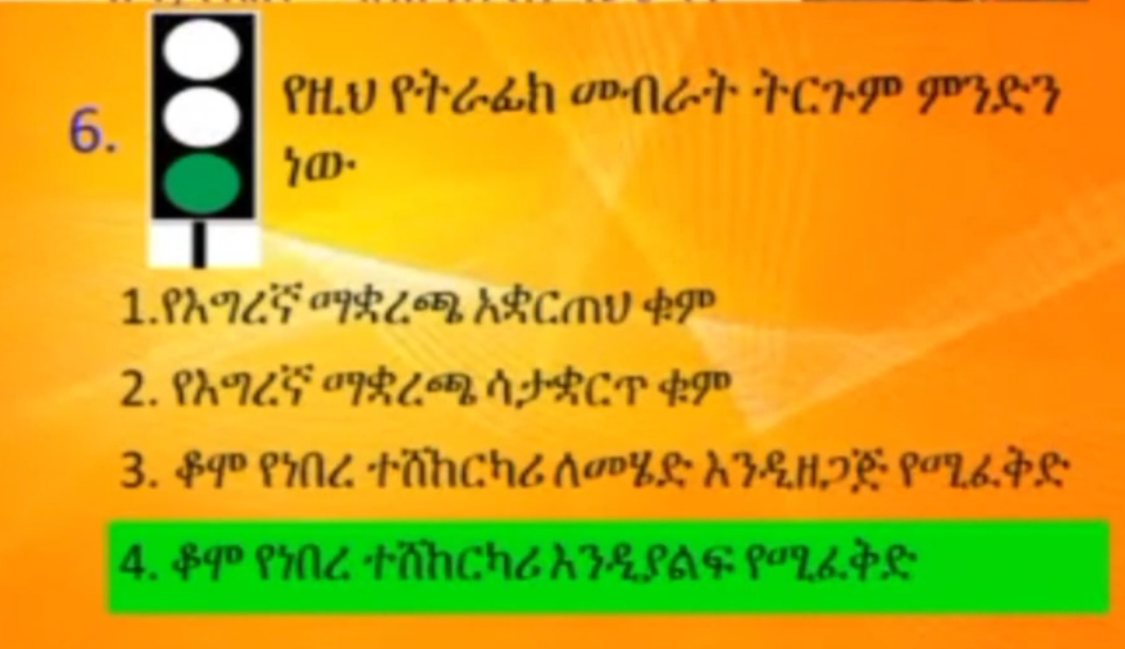 6. የዚህ የትራፊክ መብራት ትርጉም ምንድን
ነው
1.የእግረኛ ማቋረጫ አቋርጠህ ቁም
2. የእግረኛ ማቋረጫ ሳታቋርጥ ቁም
3. ቆሞ የነበረ ተሽከርካሪ ለመሄድ እንዲዘጋጅ የሚፈቅድ
4. ቆሞ የነበረ ተሽከርካሪ እንዲያልፍ የሚፈቅድ